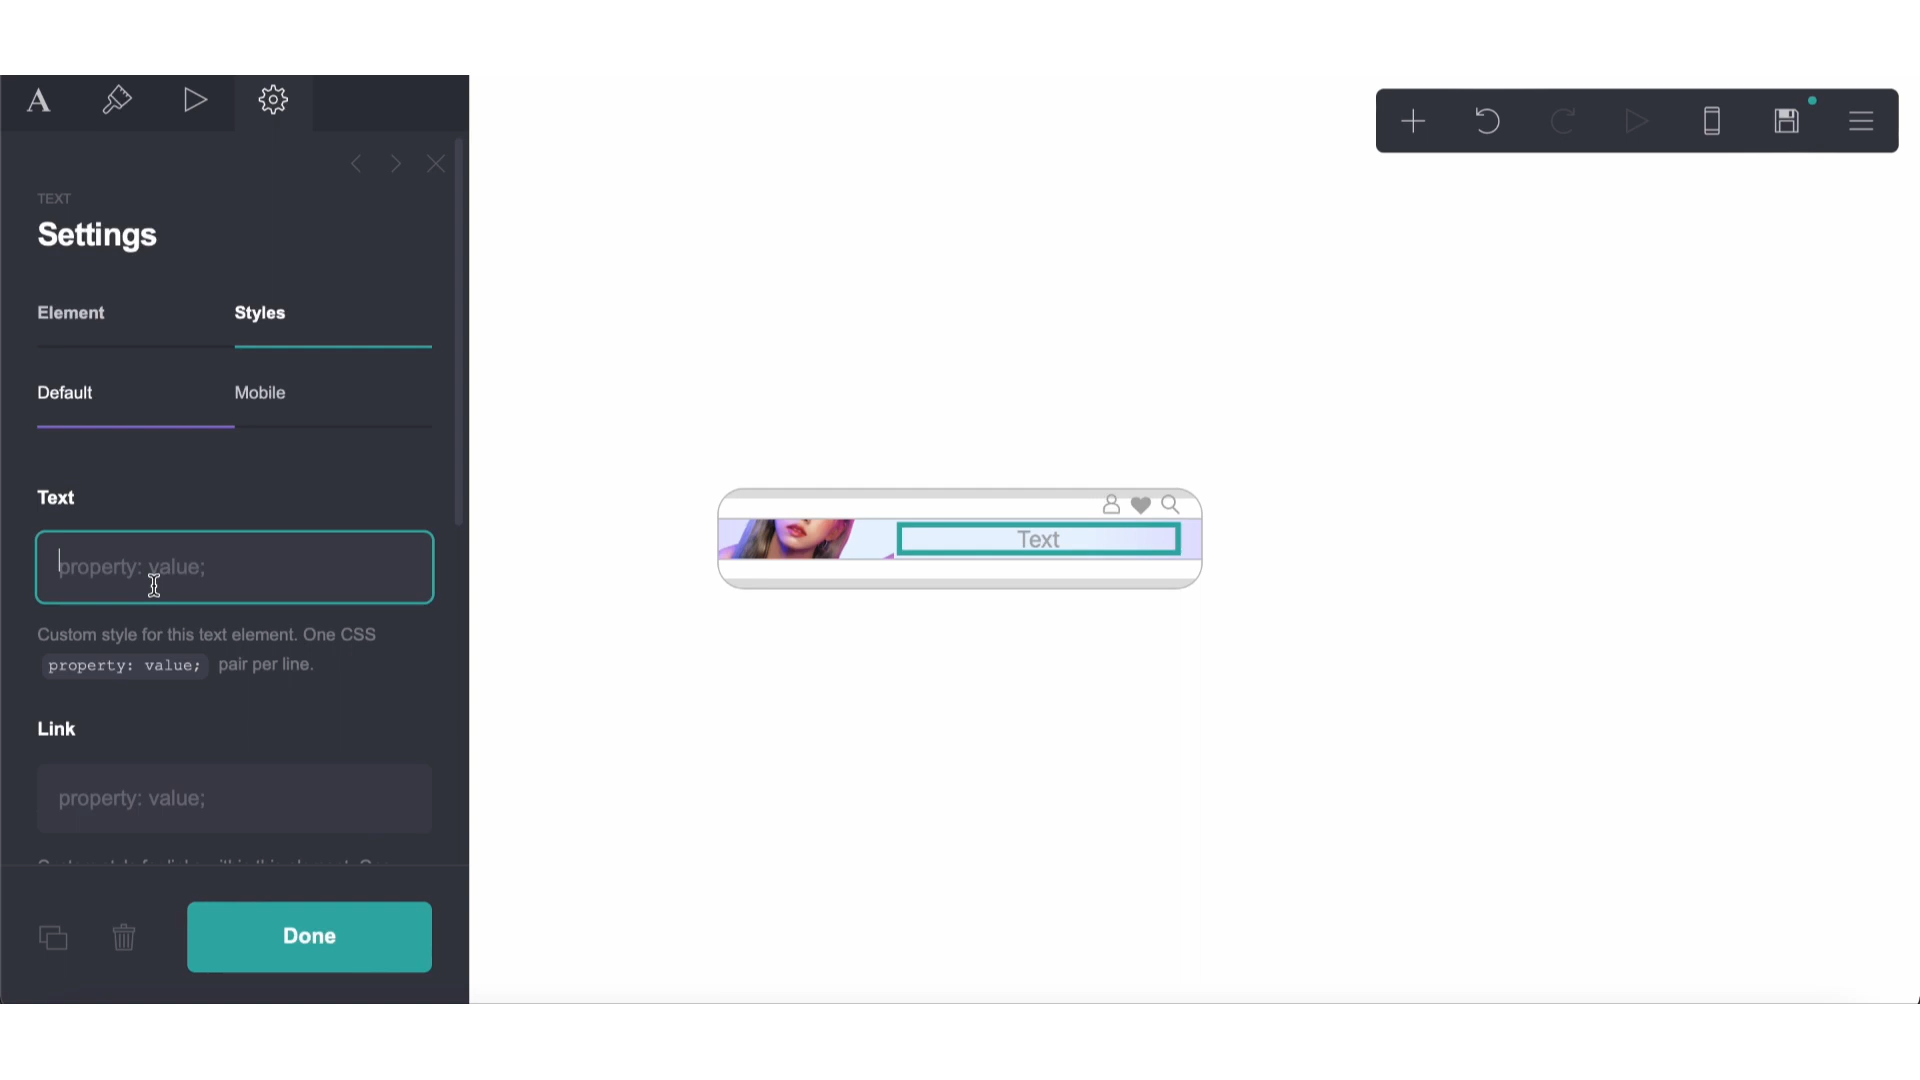 A
TEXT
Settings
Element Styles
Default Mobile
Text
property: value;
Custom style for this text element. One CSS
property: value; pair per line.
Link
property: value;
Done
Text